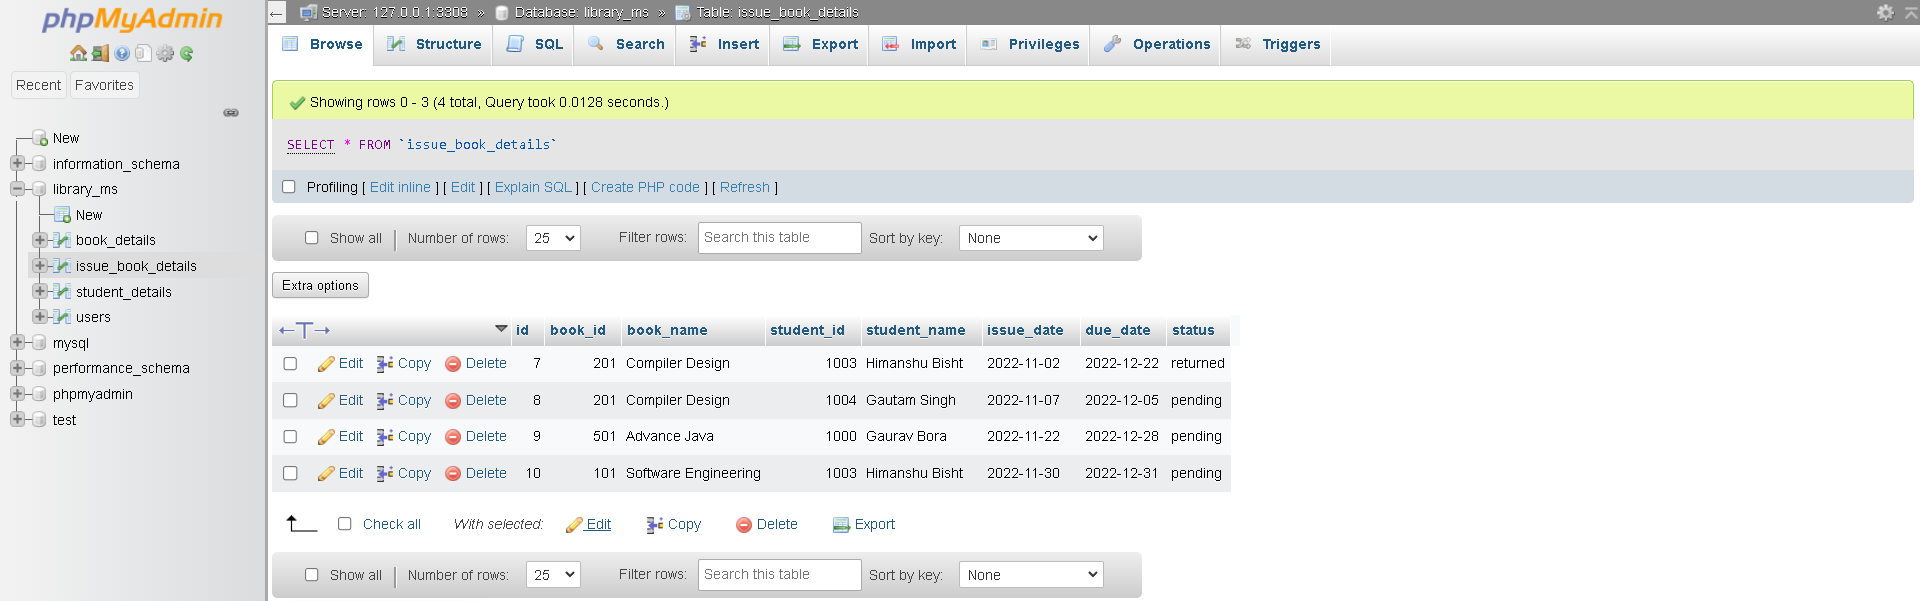 phpMyAdmin
Recent Favorites
New
information_schema
library_ms
New
book_details
issue_book_details
student_details
users
mysql
performance_schema
phpmyadmin
test
Server: 127.0.0.1:3308 » Database: library_ms » Table: issue_book_details
Browse Structure SQL Search Insert Export Import Privileges Operations Triggers
Showing rows 0 - 3 (4 total, Query took 0.0128 seconds.)
SELECT * FROM `issue_book_details`
Profiling [ Edit inline ] [ Edit ] [ Explain SQL ] [ Create PHP code ] [ Refresh ]
Show all Number of rows: 25 Filter rows: Search this table Sort by key: None
Extra options
id book_id book_name student_id student_name issue_date due_date status
Edit Copy Delete 7 201 Compiler Design 1003 Himanshu Bisht 2022-11-02 2022-12-22 returned
Edit Copy Delete 8 201 Compiler Design 1004 Gautam Singh 2022-11-07 2022-12-05 pending
Edit Copy Delete 9 501 Advance Java 1000 Gaurav Bora 2022-11-22 2022-12-28 pending
Edit Copy Delete 10 101 Software Engineering 1003 Himanshu Bisht 2022-11-30 2022-12-31 pending
Check all With selected: Edit Copy Delete Export
Show all Number of rows: 25 Filter rows: Search this table Sort by key: None